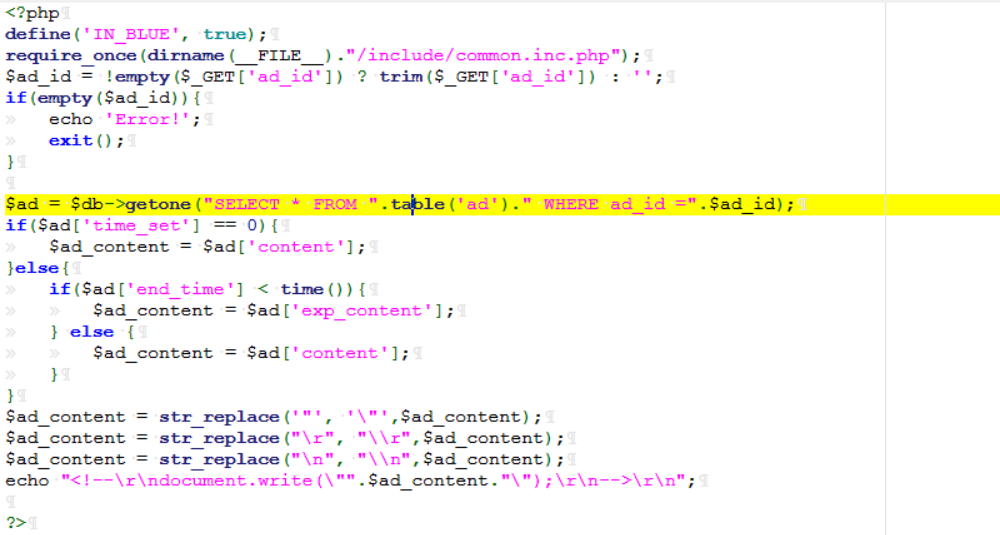 <?php
define('IN_BLUE', true);
require_once(dirname(__FILE__)."/include/common.inc.php");
$ad_id = !empty($_GET['ad_id']) ? trim($_GET['ad_id']) : '';
if(empty($ad_id)){
    echo 'Error!';
    exit();
}

$ad = $db->getone("SELECT * FROM ".table('ad')." WHERE ad_id =".$ad_id);
if($ad['time_set'] == 0){
    $ad_content = $ad['content'];
}else{
    if($ad['end_time'] < time()){
        $ad_content = $ad['exp_content'];
    } else {
        $ad_content = $ad['content'];
    }
}
$ad_content = str_replace('"', '\"',$ad_content);
$ad_content = str_replace("\r", "\\r",$ad_content);
$ad_content = str_replace("\n", "\\n",$ad_content);
echo "<!--\r\ndocument.write(\"".$ad_content."\");\r\n-->\r\n";

?>